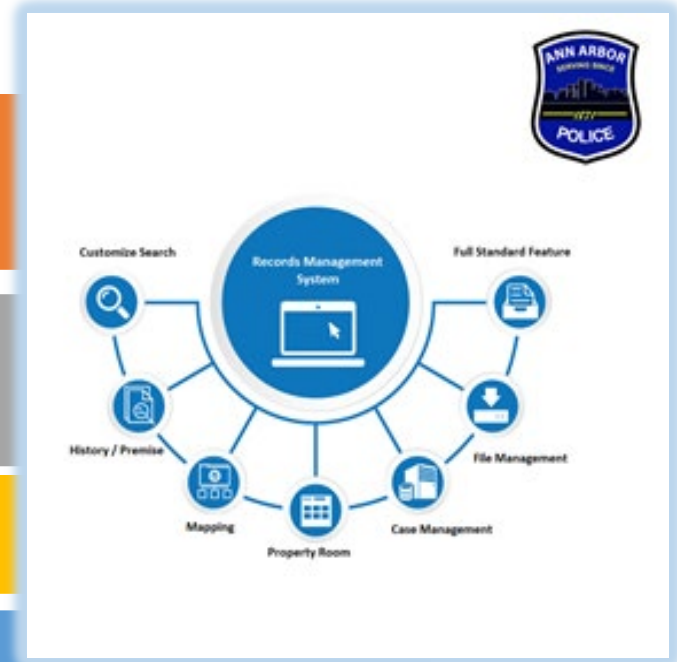 ANN ARBOR
SERVING SINCE
1871
POLICE
Customize Search
Records Management
System
Full Standard Feature
History / Premise
File Management
Mapping
Case Management
Property Room